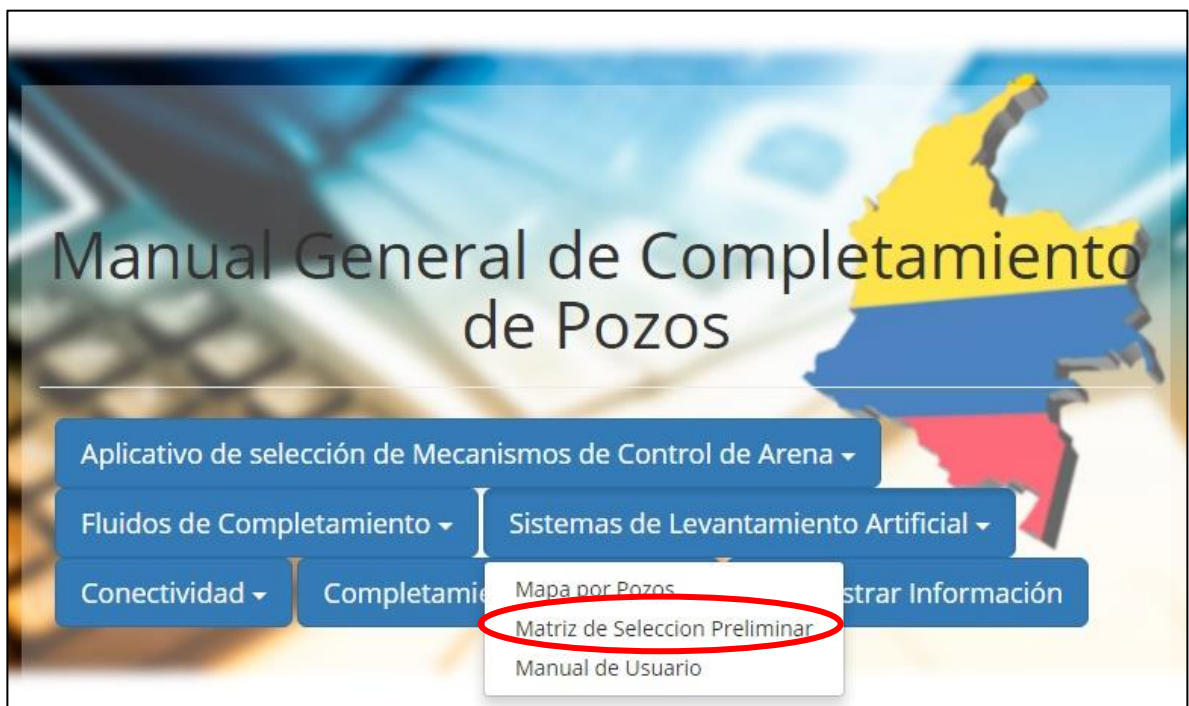 Manual General de Completamiento
de Pozos
Aplicativo de selección de Mecanismos de Control de Arena
Fluidos de Completamiento
Sistemas de Levantamiento Artificial
Conectividad
Completamie
strar Información
Mapa por Pozos
Matriz de Seleccion Preliminar
Manual de Usuario